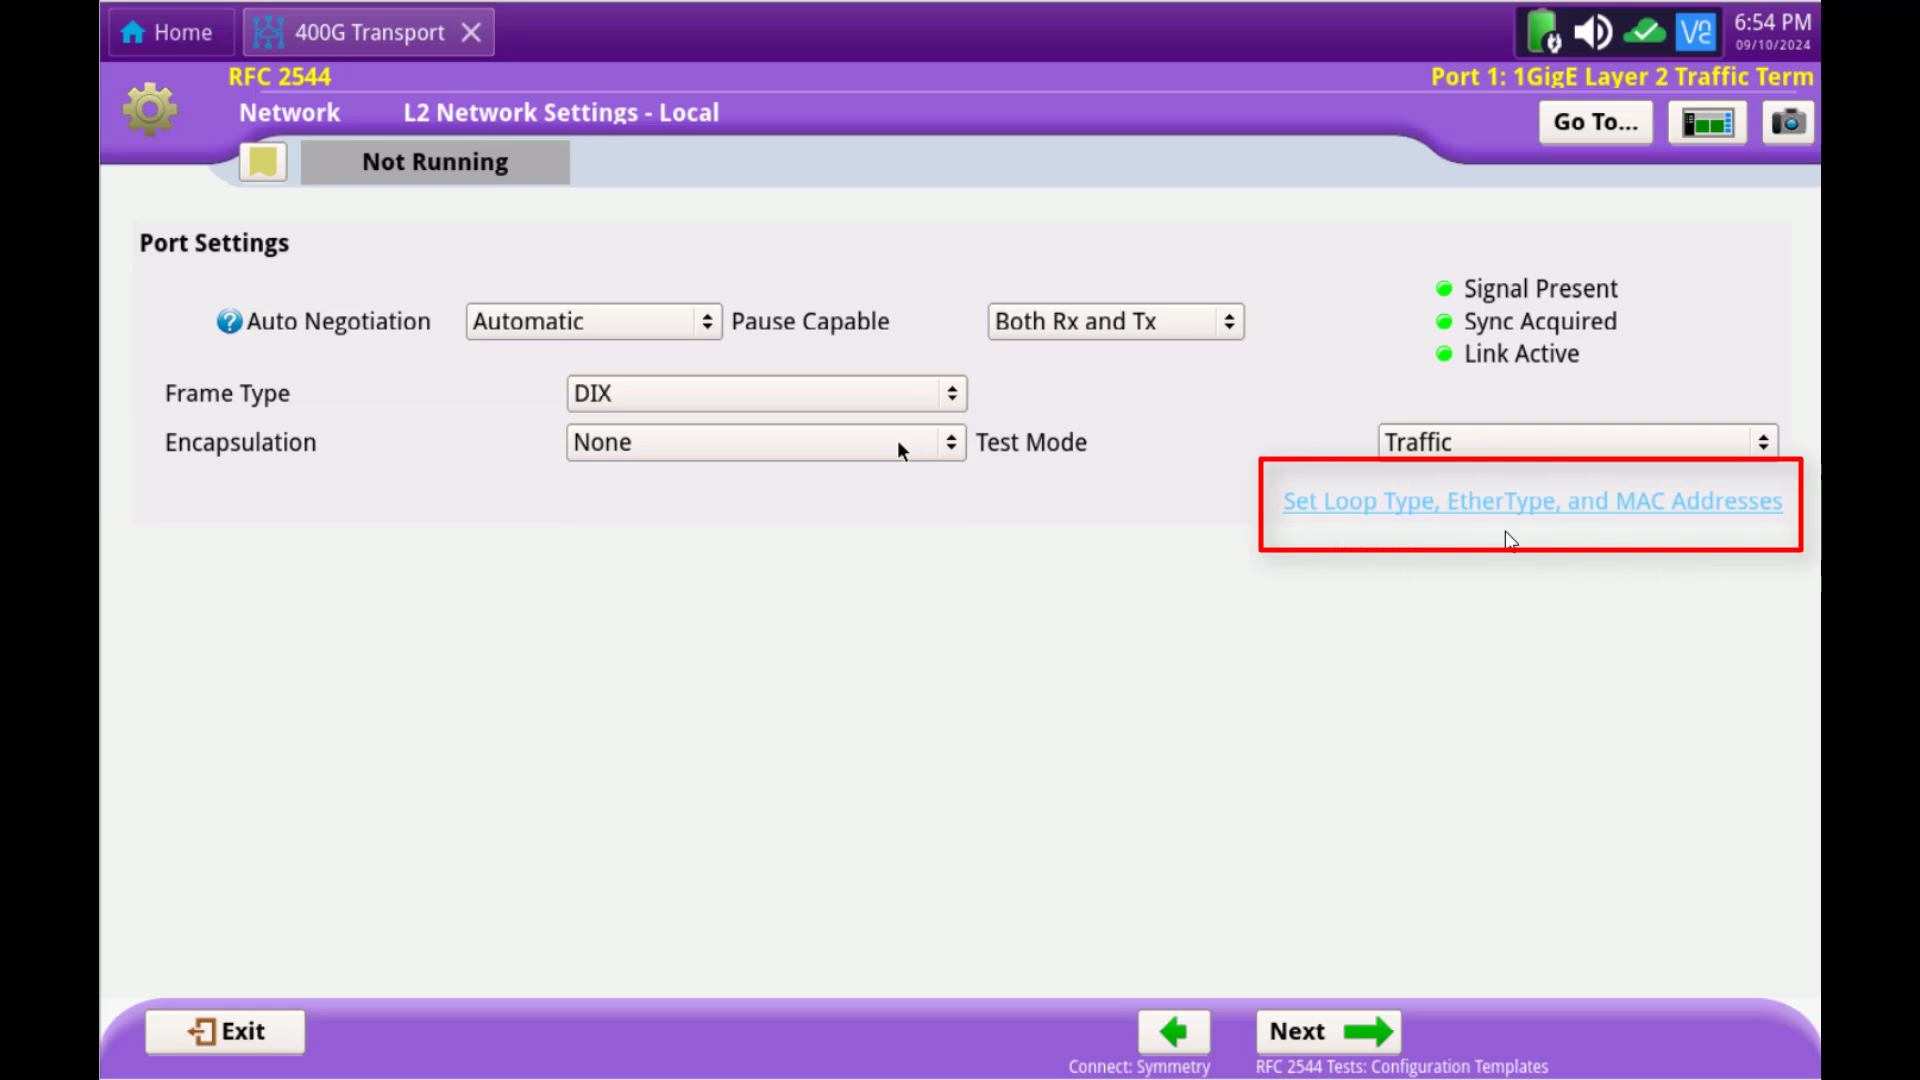 Home
400G Transport
6:54 PM
09/10/2024
RFC 2544
Port 1: 1GigE Layer 2 Traffic Term
Network
L2 Network Settings - Local
Go To...
Not Running
Port Settings
Signal Present
? Auto Negotiation
Automatic
Pause Capable
Both Rx and Tx
Sync Acquired
Link Active
Frame Type
DIX
Encapsulation
None
Test Mode
Traffic
Set Loop Type, EtherType, and MAC Addresses
Exit
Next
Connect: Symmetry
RFC 2544 Tests: Configuration Templates